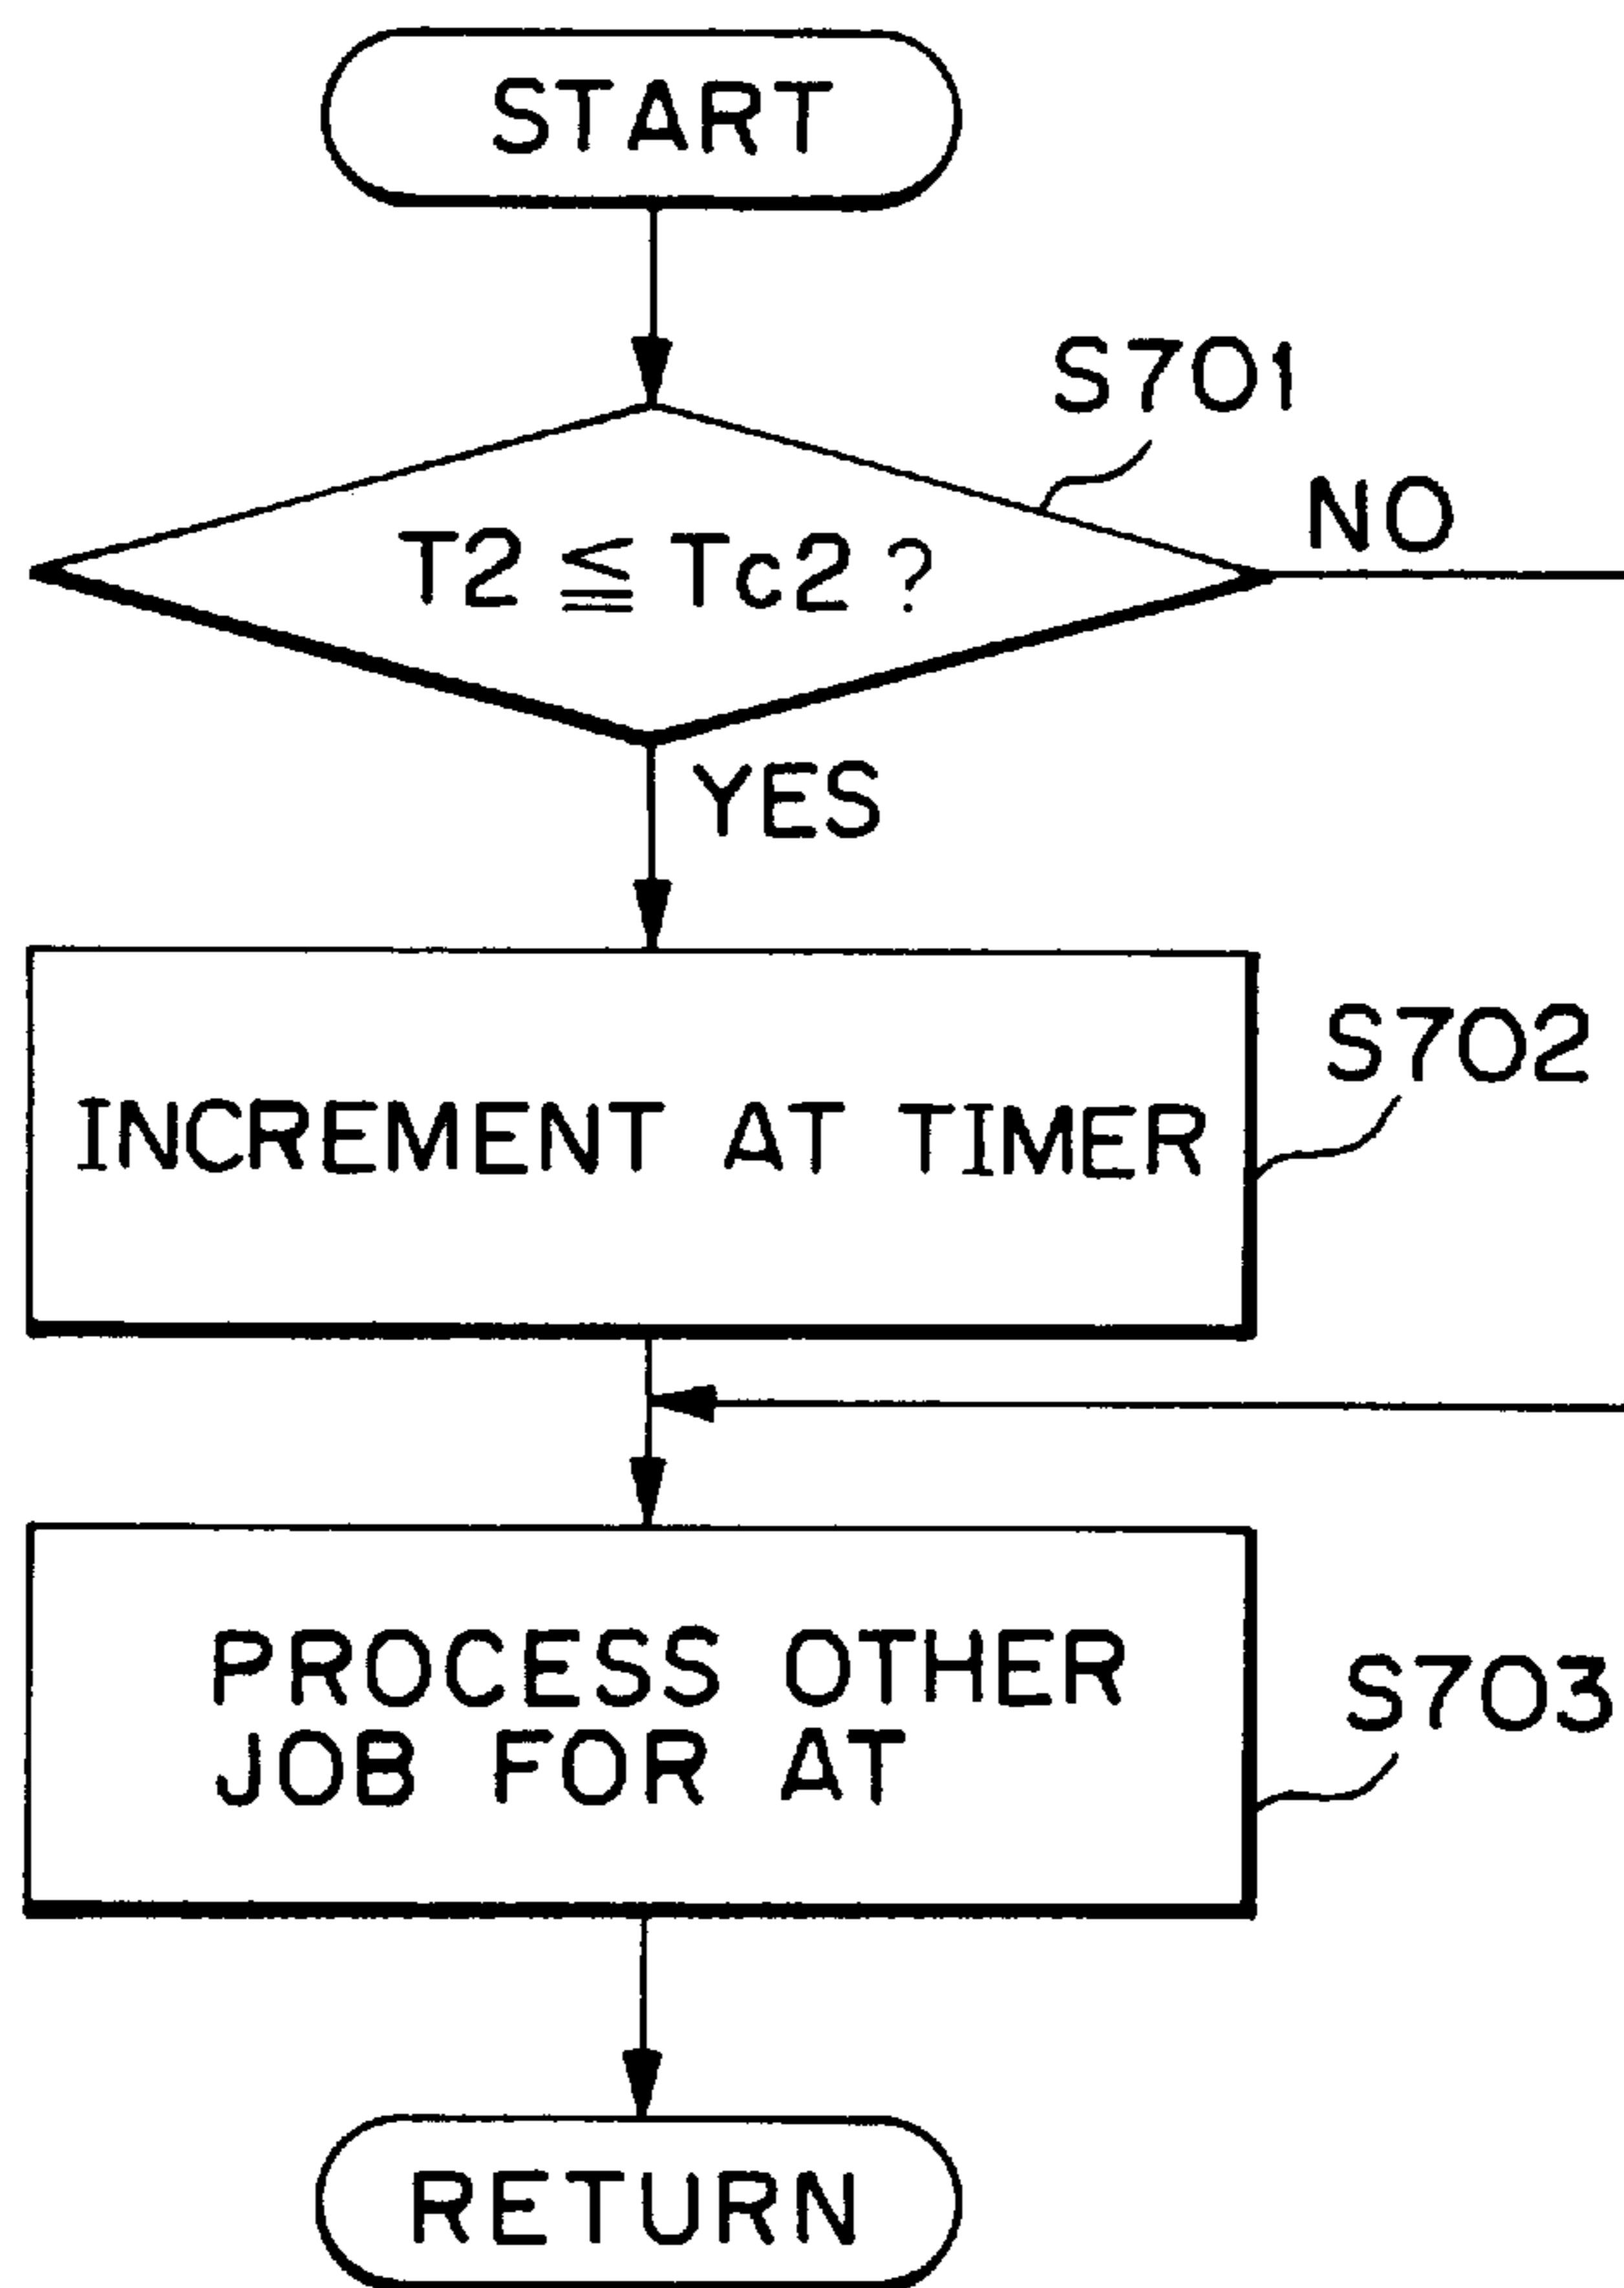 START
S701
NO
T2 ≦ Tc2 ?
YES
S702
INCREMENT AT TIMER
PROCESS OTHER
JOB FOR AT
S703
RETURN